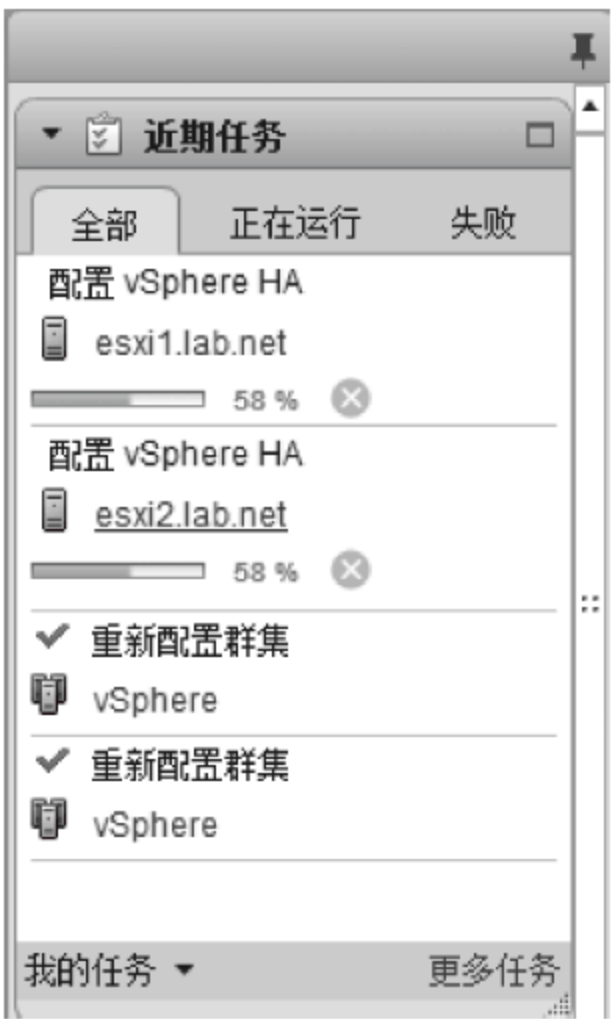 近期任务
全部 正在运行 失败
配置 vSphere HA
esxi1.lab.net
58 %
配置 vSphere HA
esxi2.lab.net
58 %
重新配置群集
vSphere
重新配置群集
vSphere
我的任务 更多任务